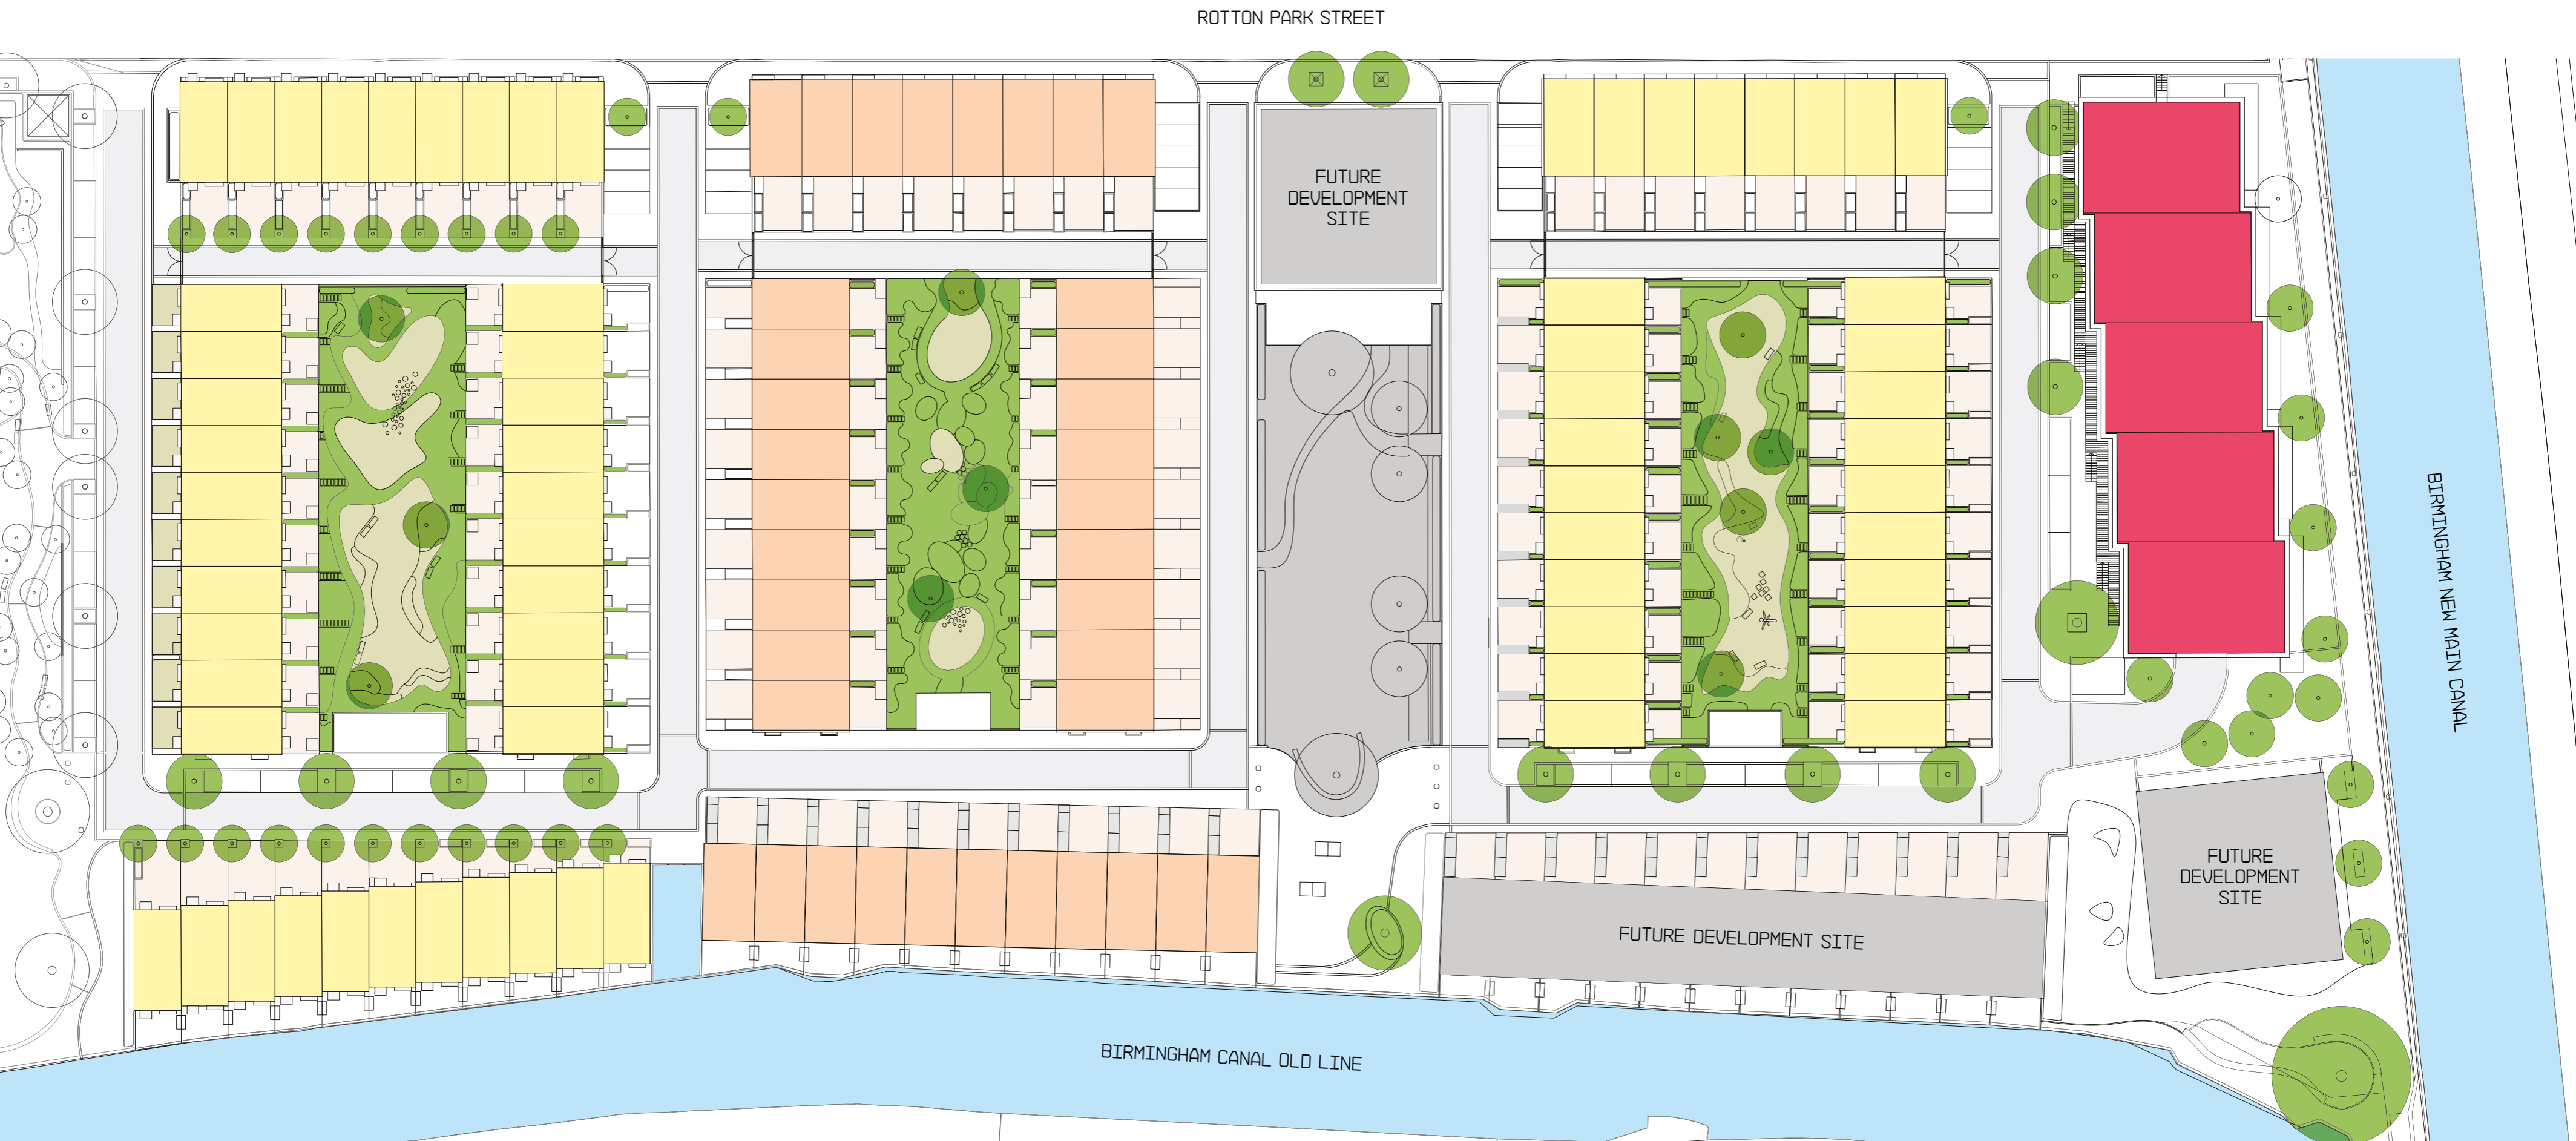 ROTTON PARK STREET
FUTURE
DEVELOPMENT
SITE
BIRMINGHAM NEW MAIN CANAL
FUTURE
DEVELOPMENT
SITE
FUTURE DEVELOPMENT SITE
BIRMINGHAM CANAL OLD LINE